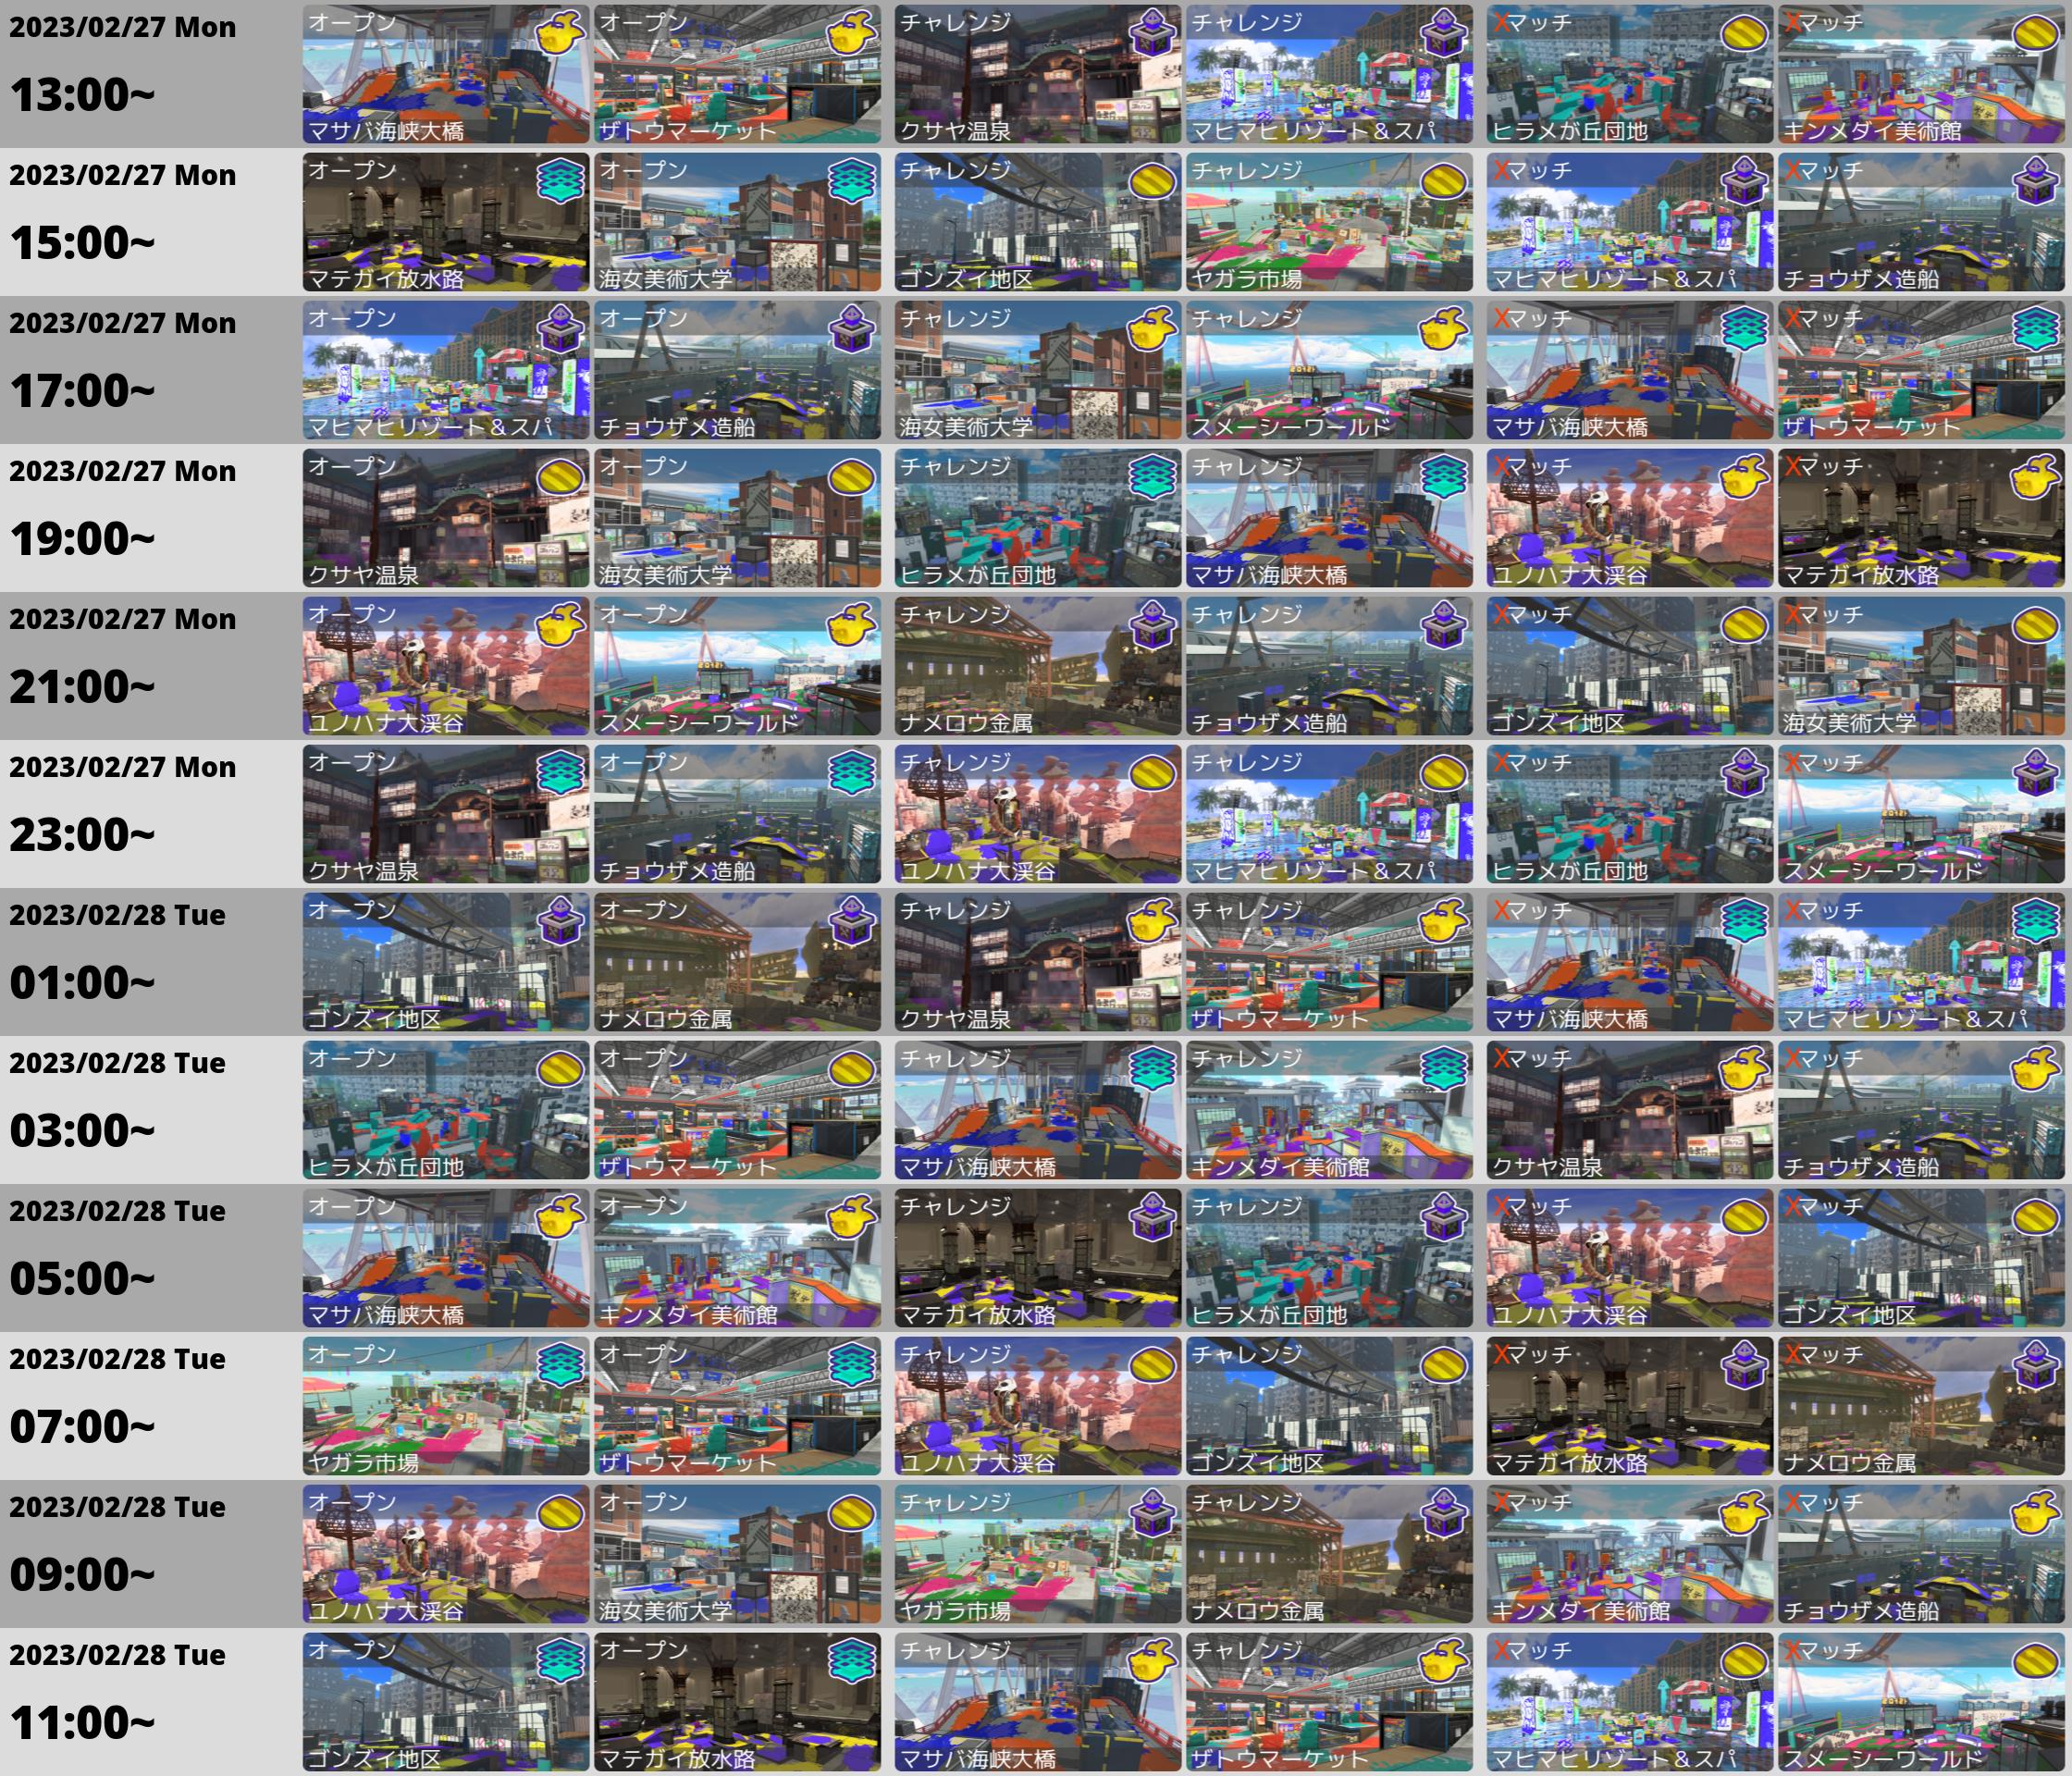 2023/02/27 Mon
13:00~
オープン オープン チャレンジ チャレンジ Xマッチ Xマッチ
マサバ海峡大橋 ザトウマーケット クサヤ温泉 マヒマヒリゾート＆スパ ヒラメが丘団地 キンメダイ美術館
2023/02/27 Mon
15:00~
オープン オープン チャレンジ チャレンジ Xマッチ Xマッチ
マテガイ放水路 海女美術大学 ゴンズイ地区 ヤガラ市場 マヒマヒリゾート＆スパ チョウザメ造船
2023/02/27 Mon
17:00~
オープン オープン チャレンジ チャレンジ Xマッチ Xマッチ
マヒマヒリゾート＆スパ チョウザメ造船 海女美術大学 スメーシーワールド マサバ海峡大橋 ザトウマーケット
2023/02/27 Mon
19:00~
オープン オープン チャレンジ チャレンジ Xマッチ Xマッチ
クサヤ温泉 海女美術大学 ヒラメが丘団地 マサバ海峡大橋 ユノハナ大渓谷 マテガイ放水路
2023/02/27 Mon
21:00~
オープン オープン チャレンジ チャレンジ Xマッチ Xマッチ
ユノハナ大渓谷 スメーシーワールド ナメロウ金属 チョウザメ造船 ゴンズイ地区 海女美術大学
2023/02/27 Mon
23:00~
オープン オープン チャレンジ チャレンジ Xマッチ Xマッチ
クサヤ温泉 チョウザメ造船 ユノハナ大渓谷 マヒマヒリゾート＆スパ ヒラメが丘団地 スメーシーワールド
2023/02/28 Tue
01:00~
オープン オープン チャレンジ チャレンジ Xマッチ Xマッチ
ゴンズイ地区 ナメロウ金属 クサヤ温泉 ザトウマーケット マサバ海峡大橋 マヒマヒリゾート＆スパ
2023/02/28 Tue
03:00~
オープン オープン チャレンジ チャレンジ Xマッチ Xマッチ
ヒラメが丘団地 ザトウマーケット マサバ海峡大橋 キンメダイ美術館 クサヤ温泉 チョウザメ造船
2023/02/28 Tue
05:00~
オープン オープン チャレンジ チャレンジ Xマッチ Xマッチ
マサバ海峡大橋 キンメダイ美術館 マテガイ放水路 ヒラメが丘団地 ユノハナ大渓谷 ゴンズイ地区
2023/02/28 Tue
07:00~
オープン オープン チャレンジ チャレンジ Xマッチ Xマッチ
ヤガラ市場 ザトウマーケット ユノハナ大渓谷 ゴンズイ地区 マテガイ放水路 ナメロウ金属
2023/02/28 Tue
09:00~
オープン オープン チャレンジ チャレンジ Xマッチ Xマッチ
ユノハナ大渓谷 海女美術大学 ヤガラ市場 ナメロウ金属 キンメダイ美術館 チョウザメ造船
2023/02/28 Tue
11:00~
オープン オープン チャレンジ チャレンジ Xマッチ Xマッチ
ゴンズイ地区 マテガイ放水路 マサバ海峡大橋 ザトウマーケット マヒマヒリゾート＆スパ スメーシーワールド